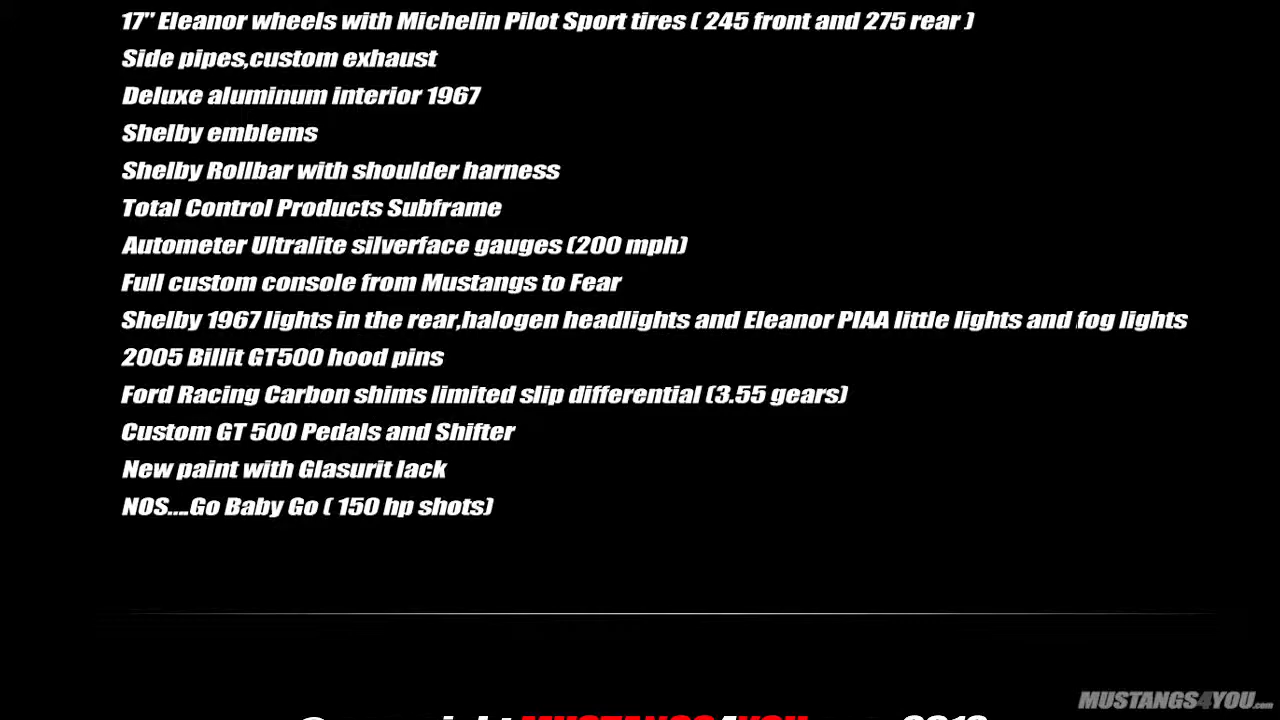 17" Eleanor wheels with Michelin Pilot Sport tires ( 245 front and 275 rear )
Side pipes,custom exhaust
Deluxe aluminum interior 1967
Shelby emblems
Shelby Rollbar with shoulder harness
Total Control Products Subframe
Autometer Ultralite silverface gauges (200 mph)
Full custom console from Mustangs to Fear
Shelby 1967 lights in the rear,halogen headlights and Eleanor PIAA little lights and fog lights
2005 Billit GT500 hood pins
Ford Racing Carbon shims limited slip differential (3.55 gears)
Custom GT 500 Pedals and Shifter
New paint with Glasurit lack
NOS....Go Baby Go ( 150 hp shots)
MUSTANGS4YOU.com
MUSTANGS4YOU